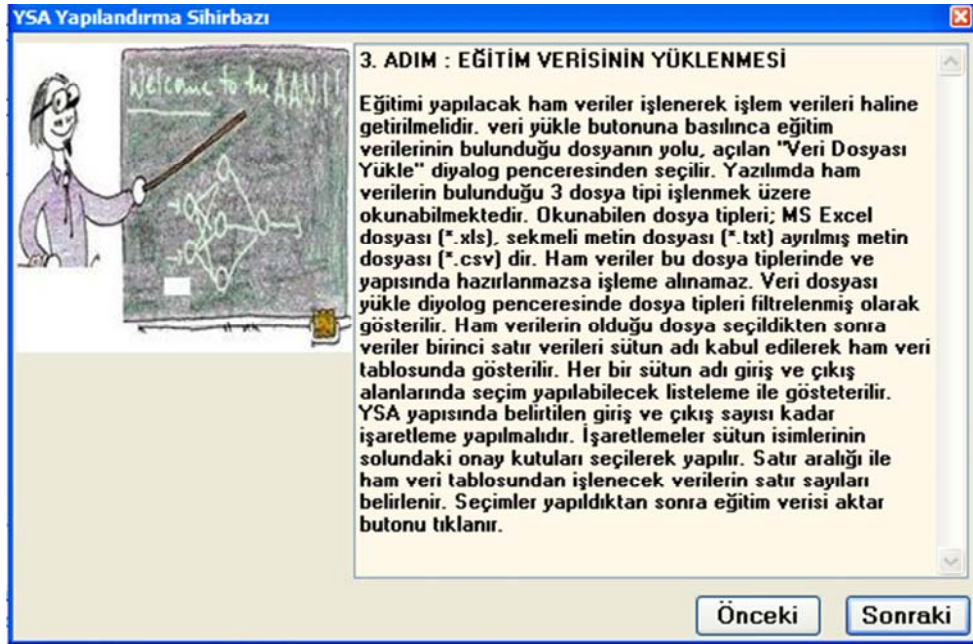 YSA Yapılandırma Sihirbazı
Welcome to the AAN!!
3. ADIM : EĞİTİM VERİSİNİN YÜKLENMESİ
Eğitimi yapılacak ham veriler işlenerek işlem verileri haline
getirilmelidir. veri yükle butonuna basılınca eğitim
verilerinin bulunduğu dosyanın yolu, açılan "Veri Dosyası
Yükle" diyalog penceresinden seçilir. Yazılımda ham
verilerin bulunduğu 3 dosya tipi işlenmek üzere
okunabilmektedir. Okunabilen dosya tipleri; MS Excel
dosyası (*.xls), sekmeli metin dosyası (*.txt) ayrılmış metin
dosyası (*.csv) dir. Ham veriler bu dosya tiplerinde ve
yapısında hazırlanmazsa işleme alınamaz. Veri dosyası
yükle diyolog penceresinde dosya tipleri filtrelenmiş olarak
gösterilir. Ham verilerin olduğu dosya seçildikten sonra
veriler birinci satır verileri sütun adı kabul edilerek ham veri
tablosunda gösterilir. Her bir sütun adı giriş ve çıkış
alanlarında seçim yapılabilecek listeleme ile gösteterilir.
YSA yapısında belirtilen giriş ve çıkış sayısı kadar
işaretleme yapılmalıdır. İşaretlemeler sütun isimlerinin
solundaki onay kutuları seçilerek yapılır. Satır aralığı ile
ham veri tablosundan işlenecek verilerin satır sayıları
belirlenir. Seçimler yapıldıktan sonra eğitim verisi aktar
butonu tıklanır.
Önceki
Sonraki